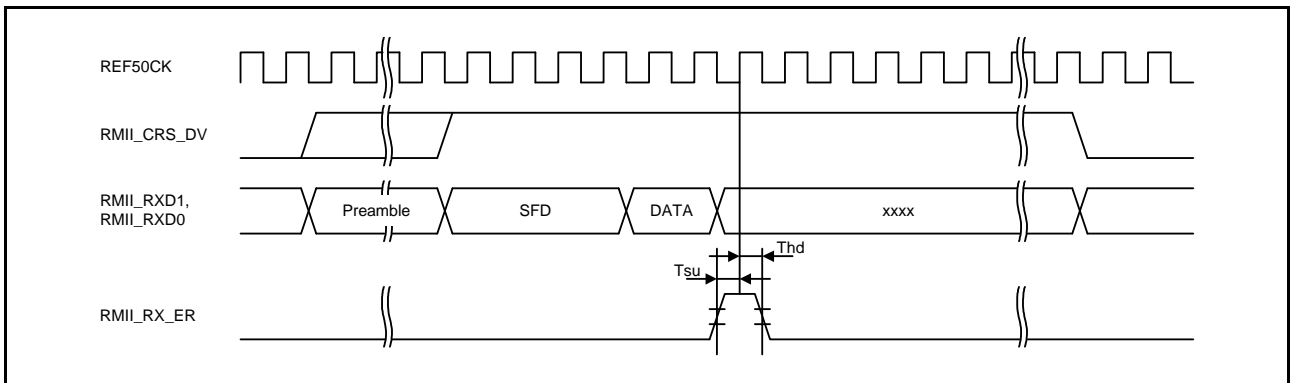 REF50CK
RMII_CRS_DV
RMII_RXD1,
RMII_RXD0
Preamble
SFD
DATA
xxxx
Thd
Tsu
RMII_RX_ER